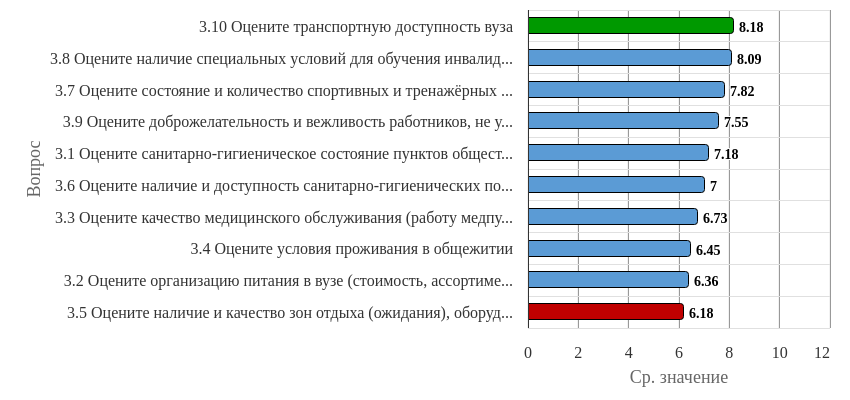 3.10 Оцените транспортную доступность вуза 8.18
3.8 Оцените наличие специальных условий для обучения инвалид... 8.09
3.7 Оцените состояние и количество спортивных и тренажёрных ... 7.82
3.9 Оцените доброжелательность и вежливость работников, не у... 7.55
3.1 Оцените санитарно-гигиеническое состояние пунктов общест... 7.18
3.6 Оцените наличие и доступность санитарно-гигиенических по... 7
3.3 Оцените качество медицинского обслуживания (работу медпу... 6.73
3.4 Оцените условия проживания в общежитии 6.45
3.2 Оцените организацию питания в вузе (стоимость, ассортиме... 6.36
3.5 Оцените наличие и качество зон отдыха (ожидания), оборуд... 6.18
Вопрос
0 2 4 6 8 10 12
Ср. значение